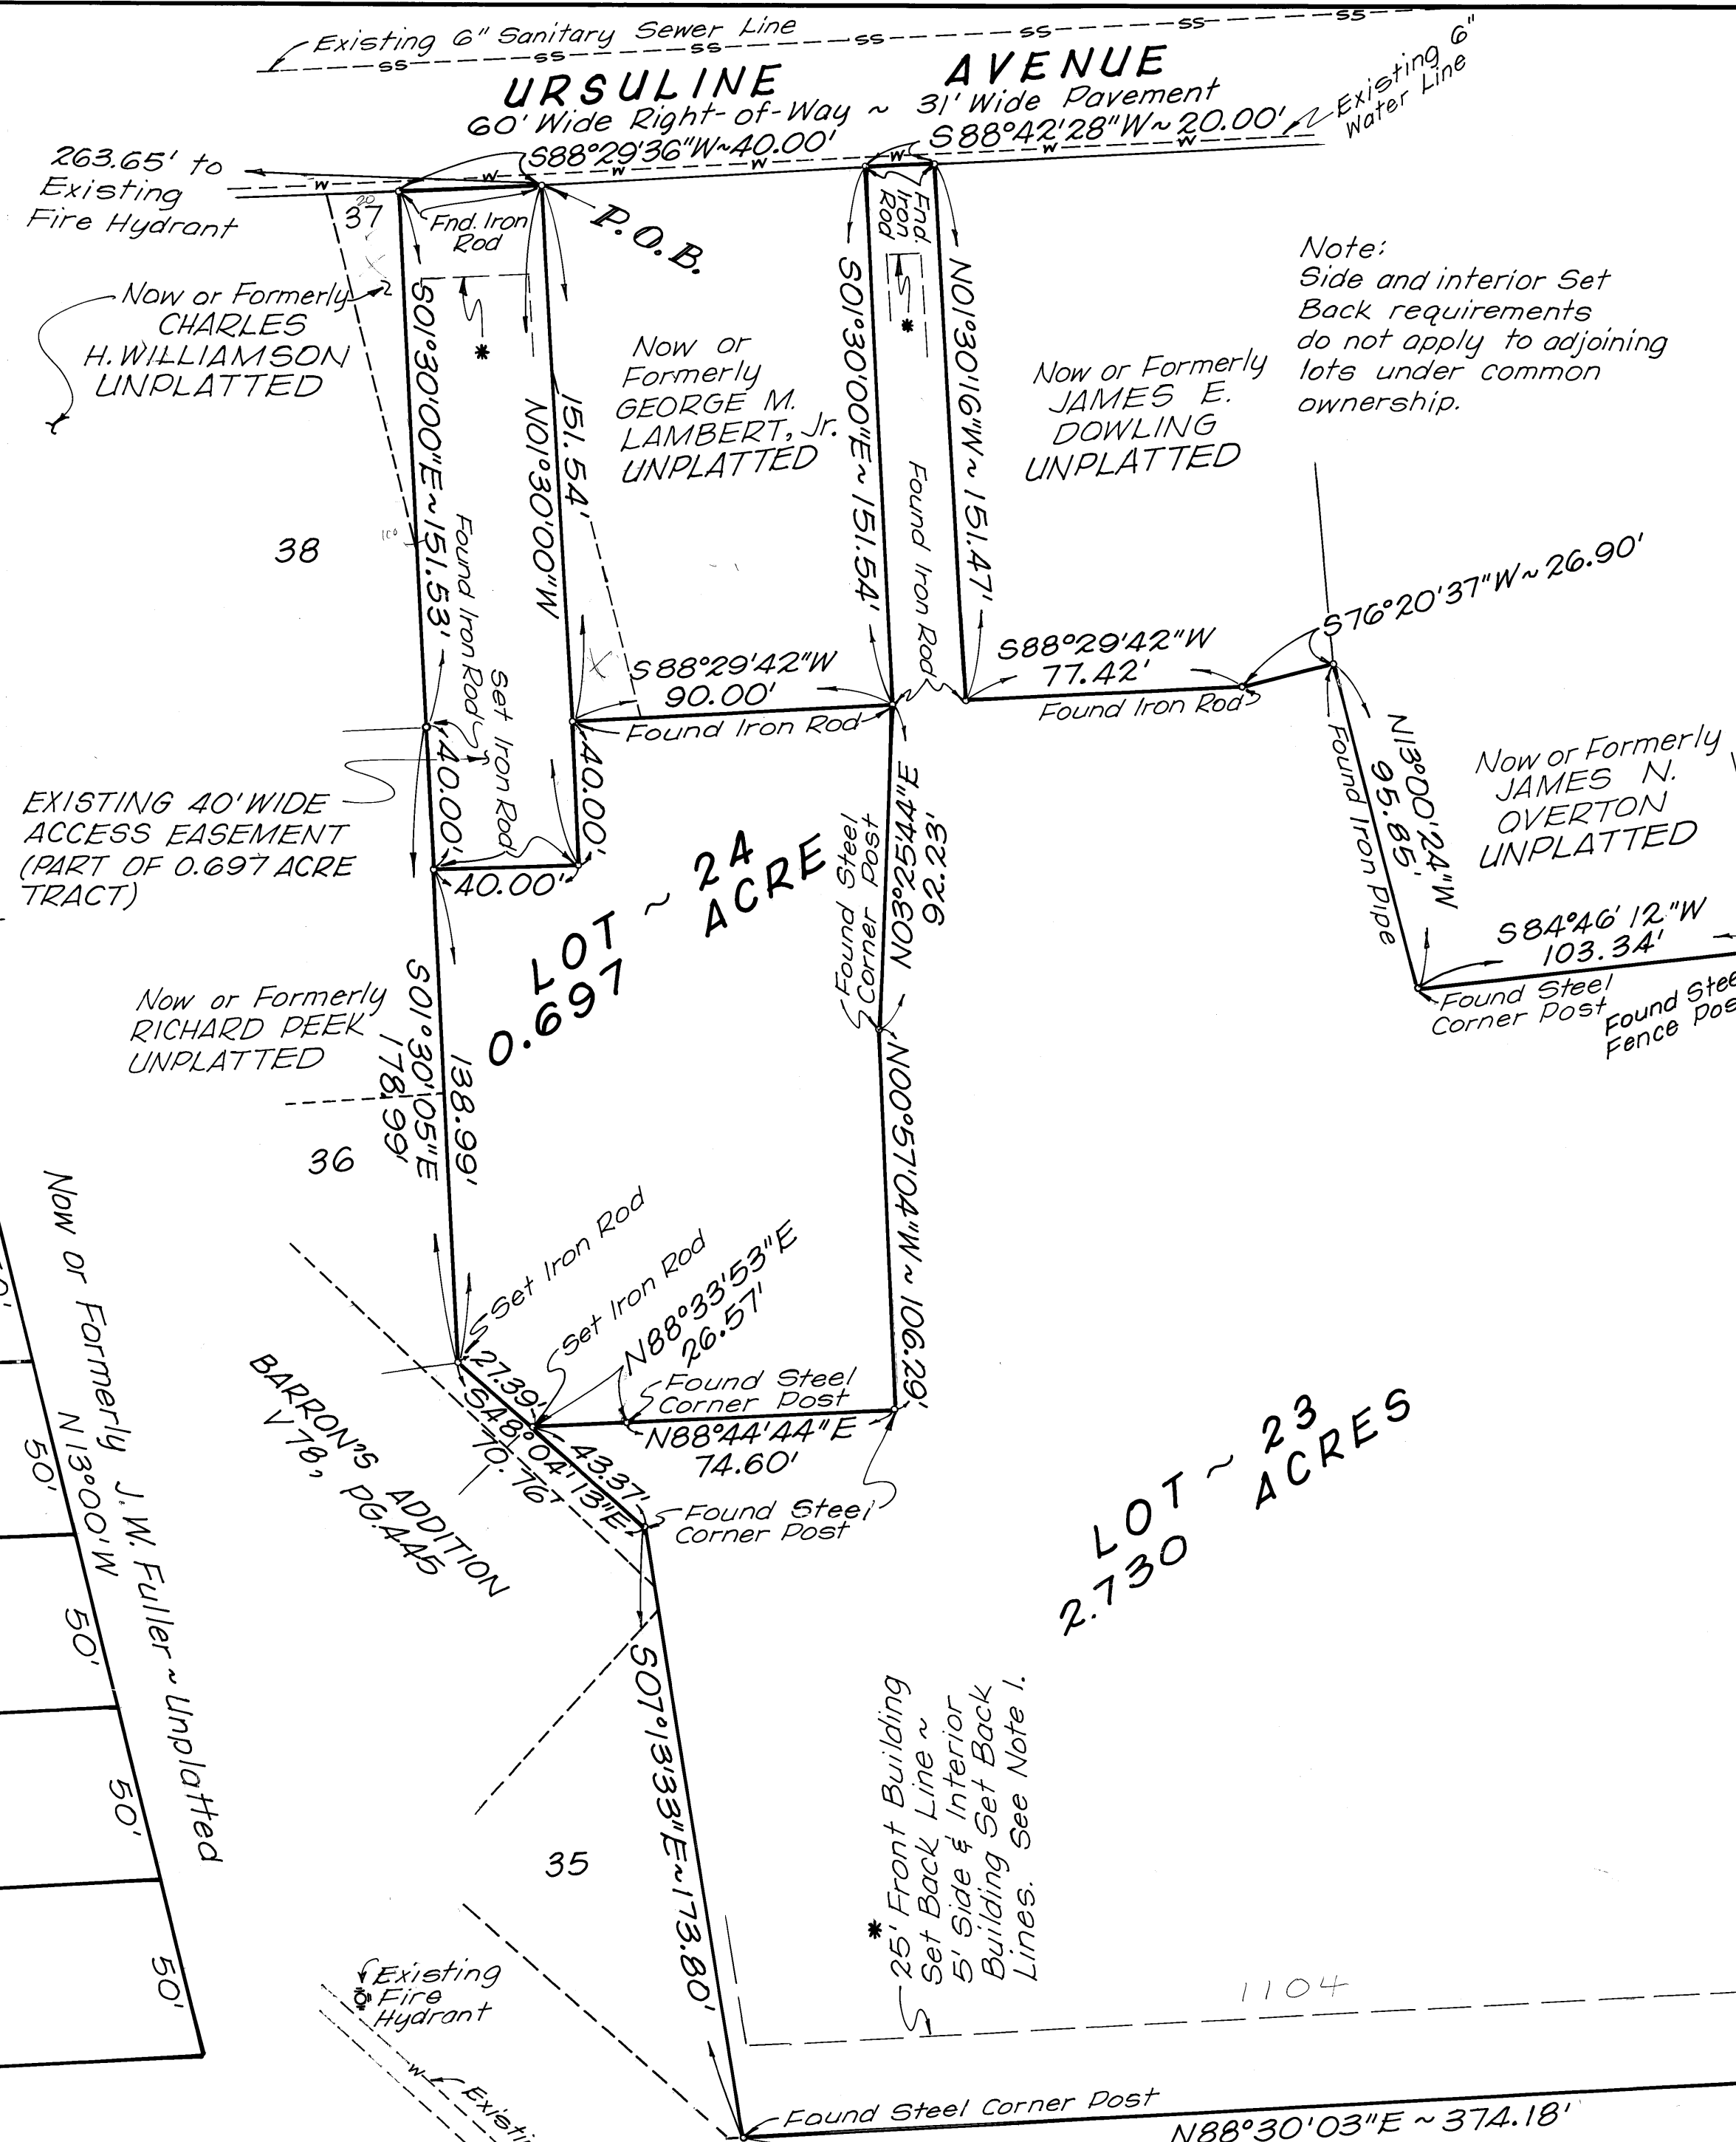 Existing 6" Sanitary Sewer Line
SS SS SS SS SS SS SS
URSULINE AVENUE
60' Wide Right-of-Way ~ 31' Wide Pavement
Existing 6"
Water Line
S88°29'36"W~40.00'
S88°42'28"W~20.00'
W W W W W W
263.65' to
Existing
Fire Hydrant
20
37
Fnd. Iron
Rod
P.O.B.
Fnd.
Iron
Rod
Now or Formerly
CHARLES
H. WILLIAMSON
UNPLATTED
*
S01°30'00"E~151.53'
151.54'
N01°30'00"W
Now or
Formerly
GEORGE M.
LAMBERT, Jr.
UNPLATTED
S01°30'00"E~151.54'
*
N01°30'16"W~151.47'
Now or Formerly
JAMES E.
DOWLING
UNPLATTED
Note:
Side and interior Set
Back requirements
do not apply to adjoining
lots under common
ownership.
38
Found Iron Rod
Set Iron Rod
Found Iron Rod
S88°29'42"W
90.00'
Found Iron Rod
S88°29'42"W
77.42'
Found Iron Rod
S76°20'37"W~26.90'
EXISTING 40' WIDE
ACCESS EASEMENT
(PART OF 0.697 ACRE
TRACT)
40.00'
40.00'
40.00'
LOT ~ 24
0.697 ACRE
Found Steel
Corner Post
N03°25'44"E
92.23'
Found Iron Pipe
N13°00'24"W
95.85'
Now or Formerly
JAMES N.
OVERTON
UNPLATTED
S84°46'12"W
103.34'
Found Steel
Corner Post
Now or Formerly
RICHARD PEEK
UNPLATTED
S01°30'05"E
178.99'
138.99'
N00°57'04"W~106.29'
36
Set Iron Rod
Set Iron Rod
N88°33'53"E
26.57'
Found Steel
Corner Post
27.39'
S48°04'13"E
70.76'
43.37'
N88°44'44"E
74.60'
Found Steel
Corner Post
BARRON'S ADDITION
V 78, PG.445
Now or Formerly J.W. Fuller ~ Unplatted
N13°00'W
50'
50'
50'
50'
LOT ~ 23
2.730 ACRES
S07°13'33"E~173.80'
35
*
25' Front Building
Set Back Line ~
5' Side & Interior
Building Set Back
Lines. See Note 1.
1104
Existing
Fire
Hydrant
W
Found Steel Corner Post
N88°30'03"E ~ 374.18'